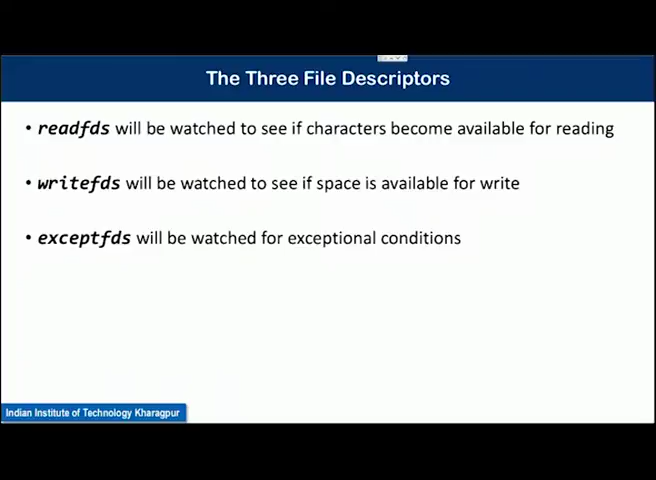 The Three File Descriptors
• readfds will be watched to see if characters become available for reading
• writefds will be watched to see if space is available for write
• exceptfds will be watched for exceptional conditions
Indian Institute of Technology Kharagpur